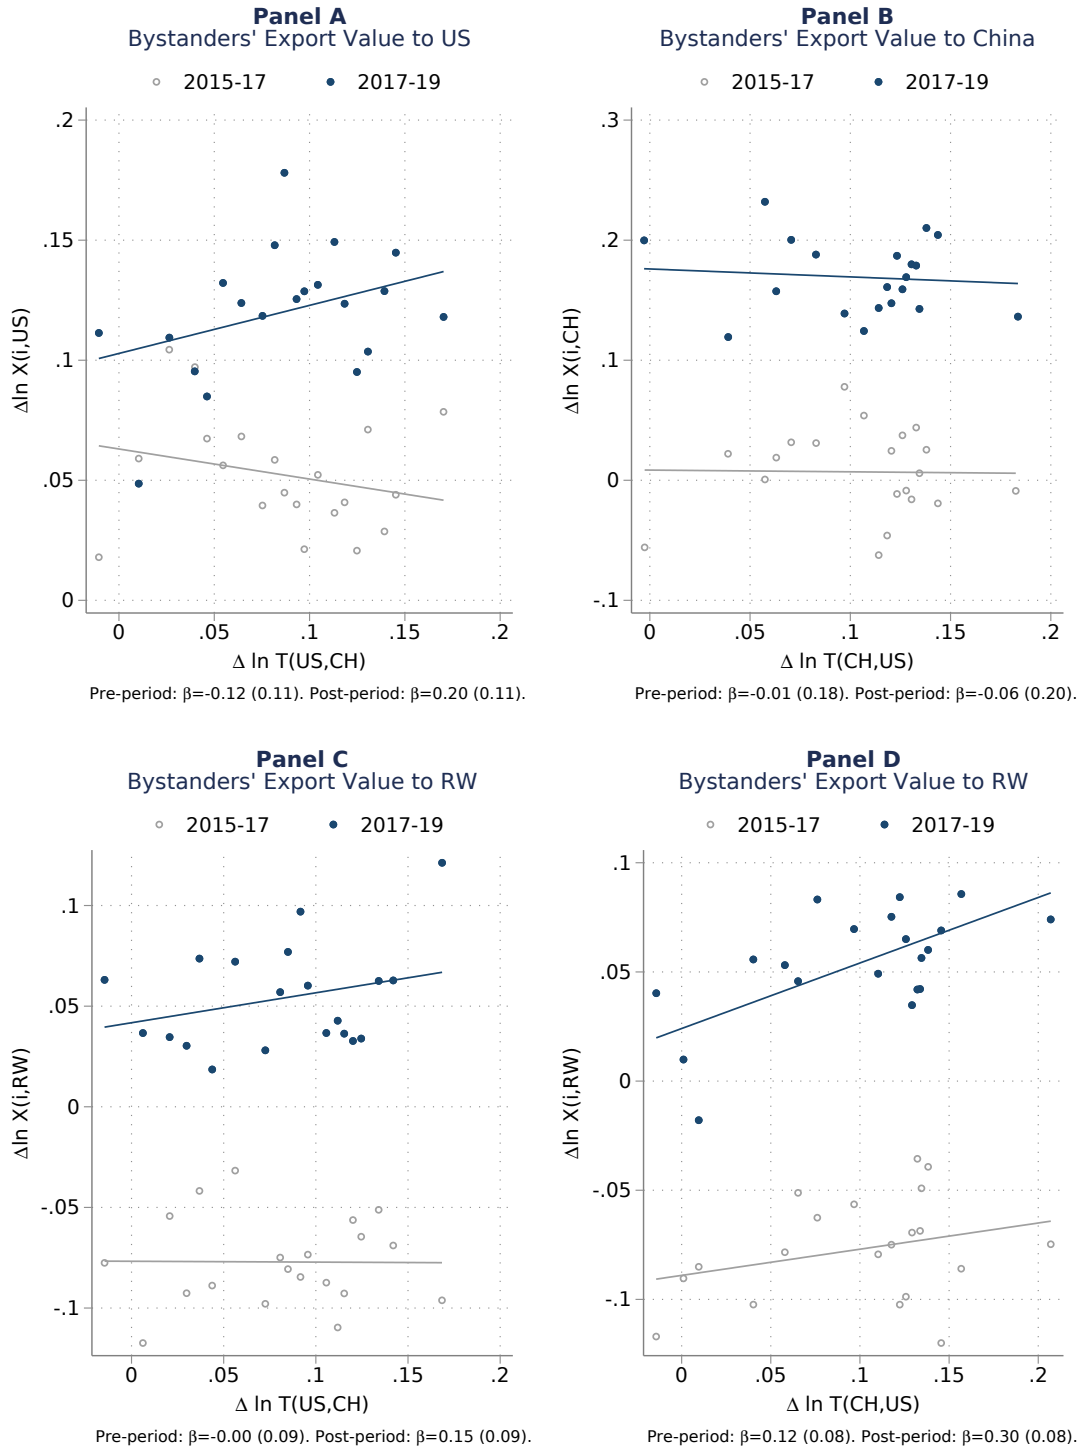 Panel A
Bystanders' Export Value to US
2015-17 2017-19
.2
.15
.1
.05
0
Δln X(i,US)
0 .05 .1 .15 .2
Δ ln T(US,CH)
Pre-period: β=-0.12 (0.11). Post-period: β=0.20 (0.11).
Panel B
Bystanders' Export Value to China
2015-17 2017-19
.3
.2
.1
0
-.1
Δln X(i,CH)
0 .05 .1 .15 .2
Δ ln T(CH,US)
Pre-period: β=-0.01 (0.18). Post-period: β=-0.06 (0.20).
Panel C
Bystanders' Export Value to RW
2015-17 2017-19
.1
.05
0
-.05
-.1
Δln X(i,RW)
0 .05 .1 .15 .2
Δ ln T(US,CH)
Pre-period: β=-0.00 (0.09). Post-period: β=0.15 (0.09).
Panel D
Bystanders' Export Value to RW
2015-17 2017-19
.1
.05
0
-.05
-.1
Δln X(i,RW)
0 .05 .1 .15 .2
Δ ln T(CH,US)
Pre-period: β=0.12 (0.08). Post-period: β=0.30 (0.08).